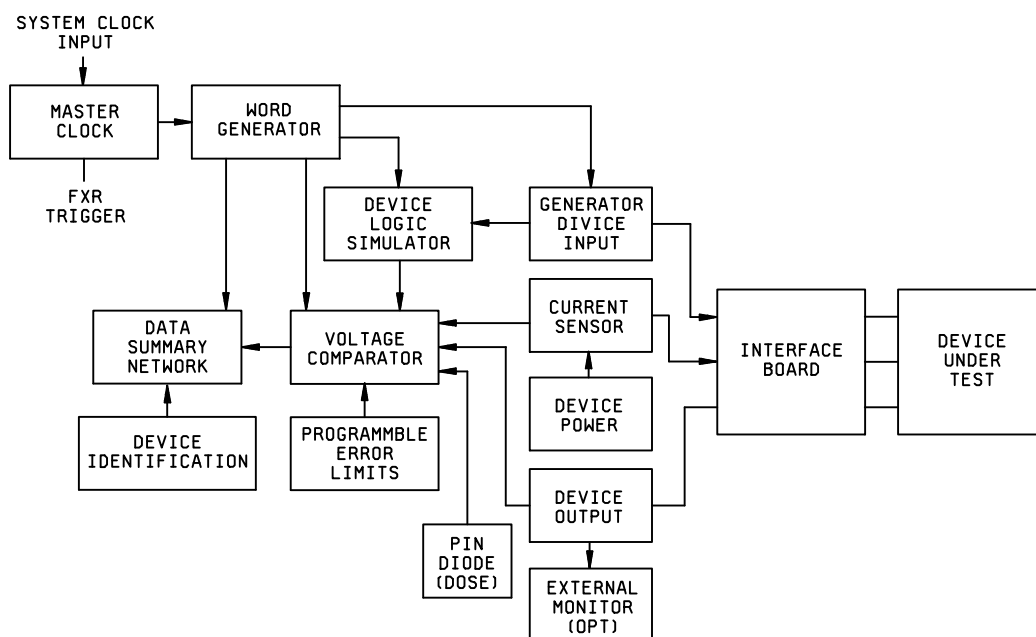 SYSTEM CLOCK
INPUT
MASTER
CLOCK
FXR
TRIGGER
WORD
GENERATOR
DEVICE
LOGIC
SIMULATOR
GENERATOR
DIVICE
INPUT
DATA
SUMMARY
NETWORK
VOLTAGE
COMPARATOR
CURRENT
SENSOR
INTERFACE
BOARD
DEVICE
UNDER
TEST
DEVICE
IDENTIFICATION
PROGRAMMBLE
ERROR
LIMITS
DEVICE
POWER
DEVICE
OUTPUT
PIN
DIODE
(DOSE)
EXTERNAL
MONITOR
(OPT)